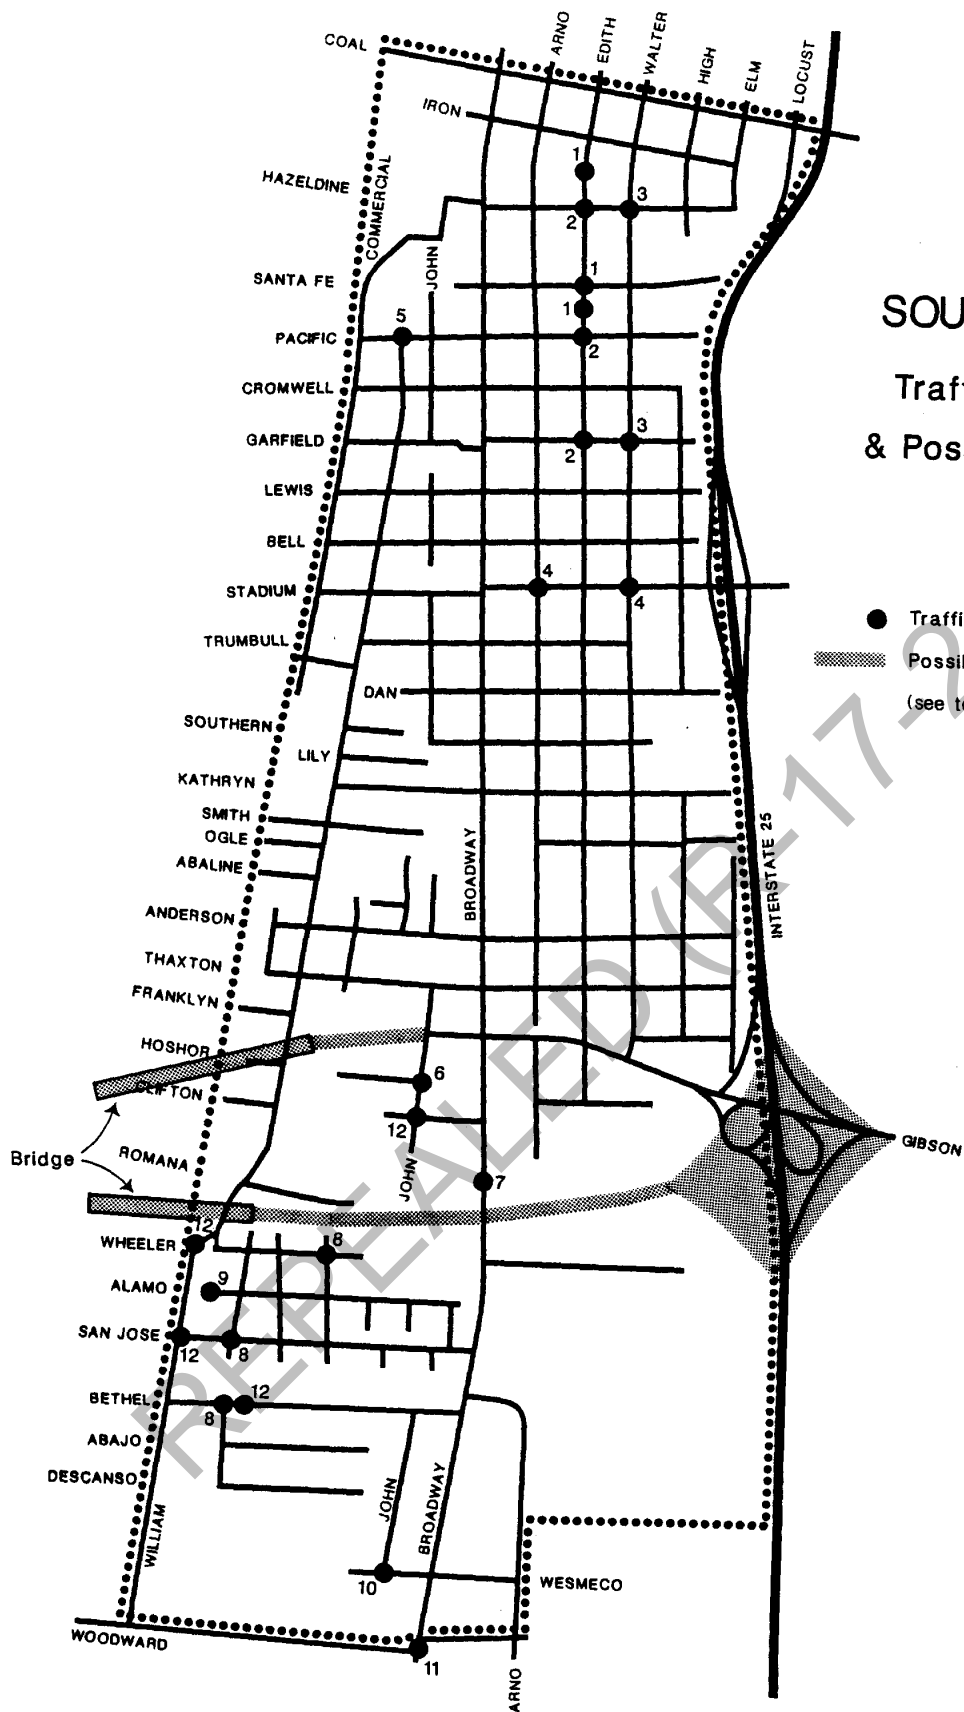 COAL
ARNO
EDITH
WALTER
HIGH
ELM
LOCUST
IRON
HAZELDINE
COMMERCIAL
1
2
3
JOHN
SANTA FE
1
1
SOU
5
PACIFIC
2
Traf
CROMWELL
GARFIELD
2
3
& Pos
LEWIS
BELL
STADIUM
4
4
Traffi
TRUMBULL
Possi
DAN
(see t
SOUTHERN
LILY
KATHRYN
SMITH
OGLE
ABALINE
BROADWAY
INTERSTATE 25
ANDERSON
THAXTON
FRANKLYN
HOSHOR
6
CLIFTON
12
Bridge
ROMANA
JOHN
7
GIBSON
12
WHEELER
8
ALAMO
9
SAN JOSE
12
8
BETHEL
12
8
ABAJO
DESCANSO
WILLIAM
JOHN
BROADWAY
10
WESMECO
WOODWARD
11
ARNO
REPEALED (R-17-2